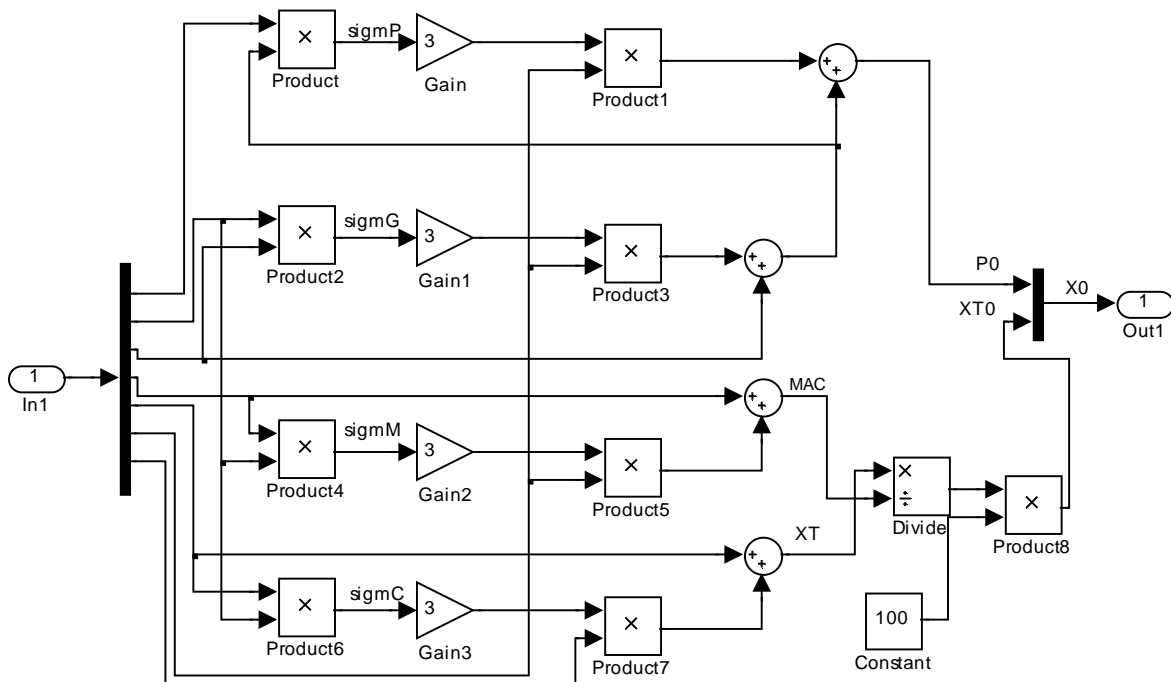 sigmP
3
×
Product
Gain
×
Product1
+
+
sigmG
3
×
Product2
Gain1
×
Product3
+
+
P0
X0
XT0
1
Out1
1
In1
MAC
+
+
sigmM
3
×
Product4
Gain2
×
Product5
×
÷
Divide
×
Product8
XT
+
+
sigmC
3
×
Product6
Gain3
×
Product7
100
Constant